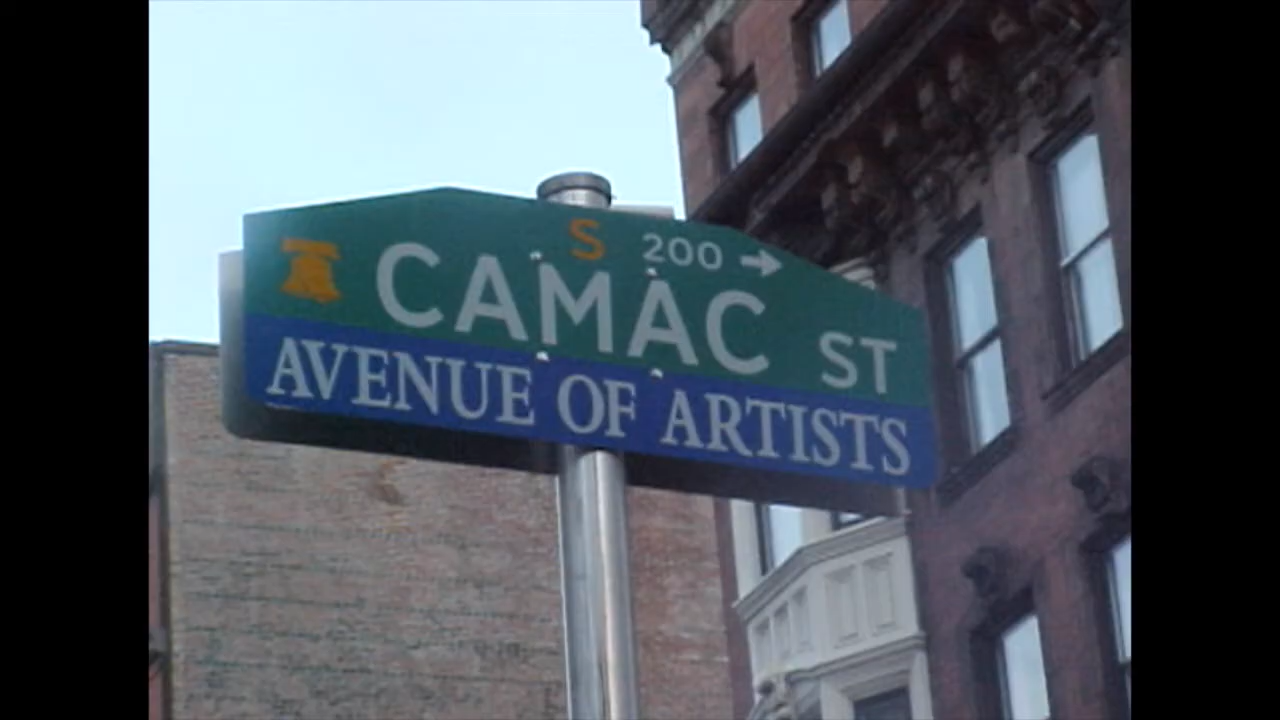 S 200 →
CAMAC ST
AVENUE OF ARTISTS